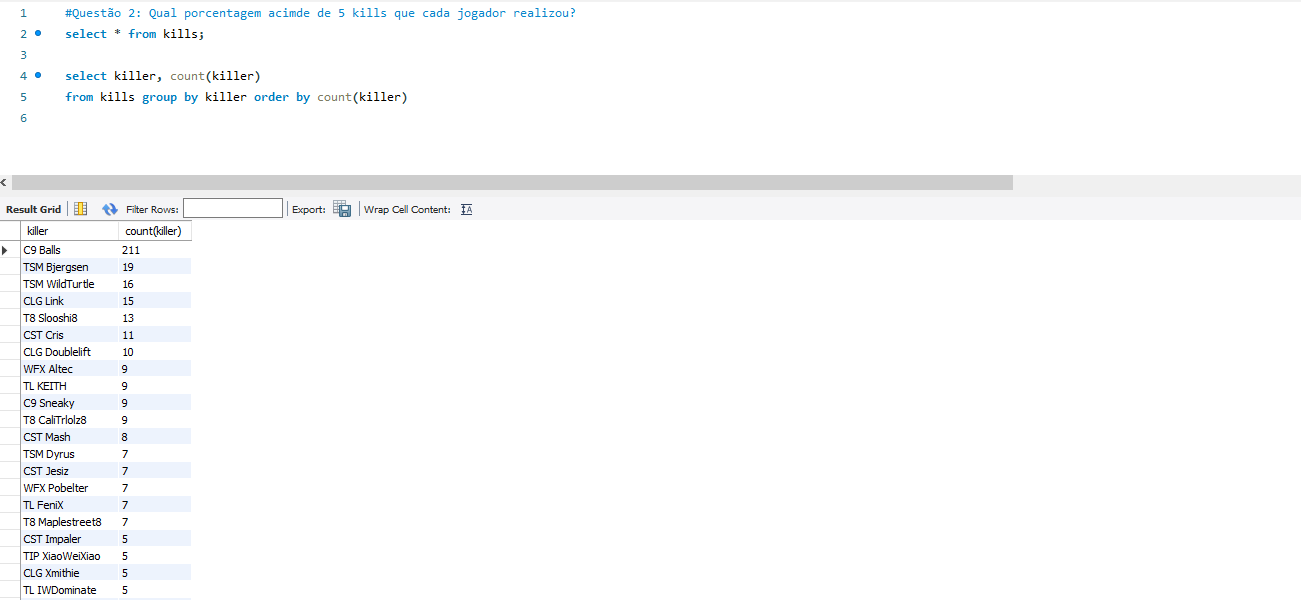 1 #Questão 2: Qual porcentagem acimde de 5 kills que cada jogador realizou?
2 select * from kills;
3
4 select killer, count(killer)
5 from kills group by killer order by count(killer)
6
Result Grid Filter Rows: Export: Wrap Cell Content:
killer count(killer)
C9 Balls 211
TSM Bjergsen 19
TSM WildTurtle 16
CLG Link 15
T8 Slooshi8 13
CST Cris 11
CLG Doublelift 10
WFX Altec 9
TL KEITH 9
C9 Sneaky 9
T8 CaliTrlolz8 9
CST Mash 8
TSM Dyrus 7
CST Jesiz 7
WFX Pobelter 7
TL FeniX 7
T8 Maplestreet8 7
CST Impaler 5
TIP XiaoWeiXiao 5
CLG Xmithie 5
TL IWDominate 5